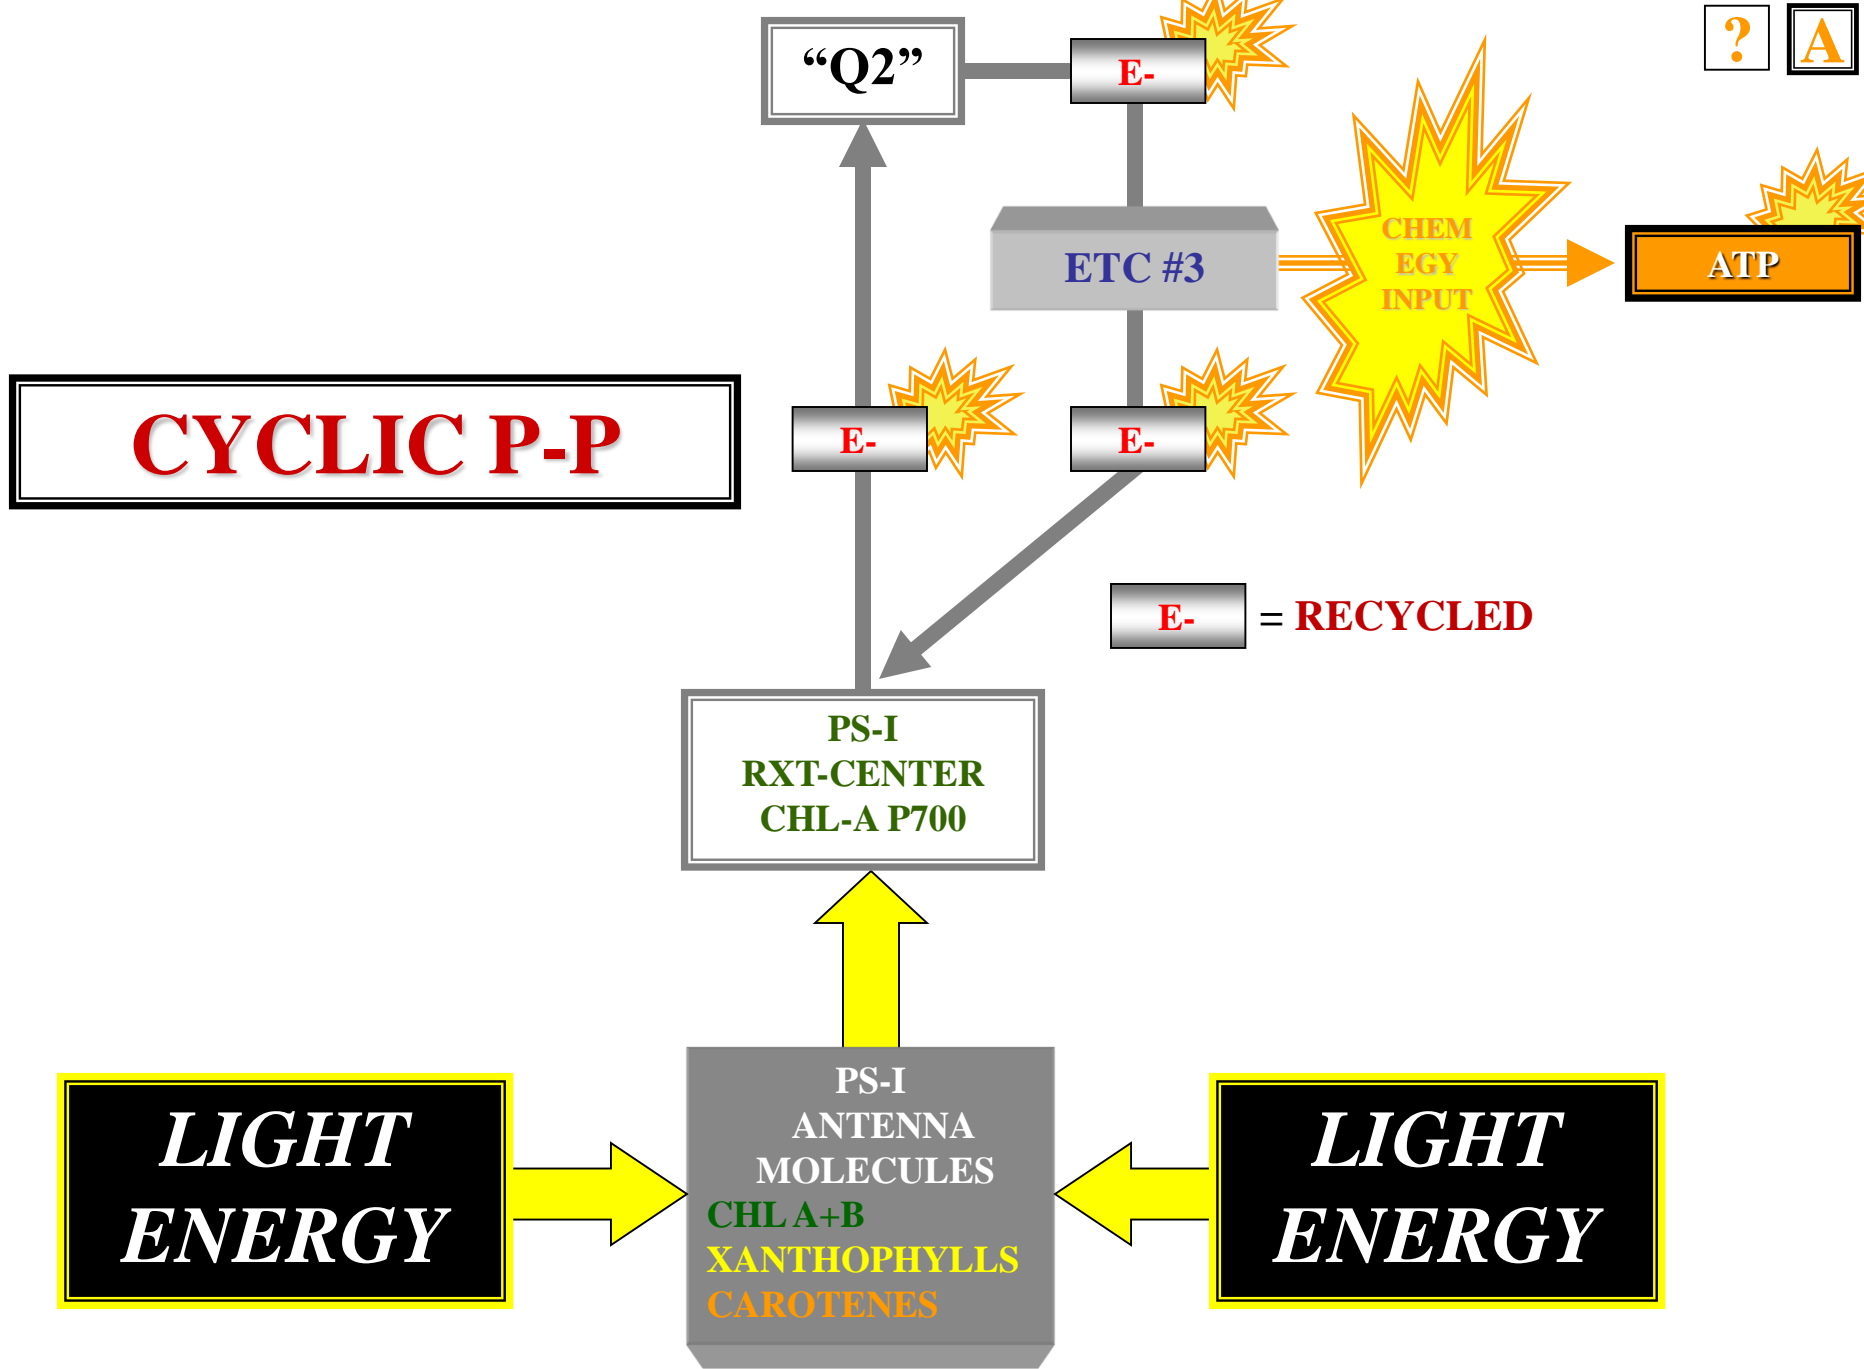 “Q2”
E-
?
A
CHEM
EGY
INPUT
ETC #3
ATP
CYCLIC P-P
E-
E-
E-
= RECYCLED
PS-I
RXT-CENTER
CHL-A P700
LIGHT
ENERGY
PS-I
ANTENNA
MOLECULES
CHL A+B
XANTHOPHYLLS
CAROTENES
LIGHT
ENERGY